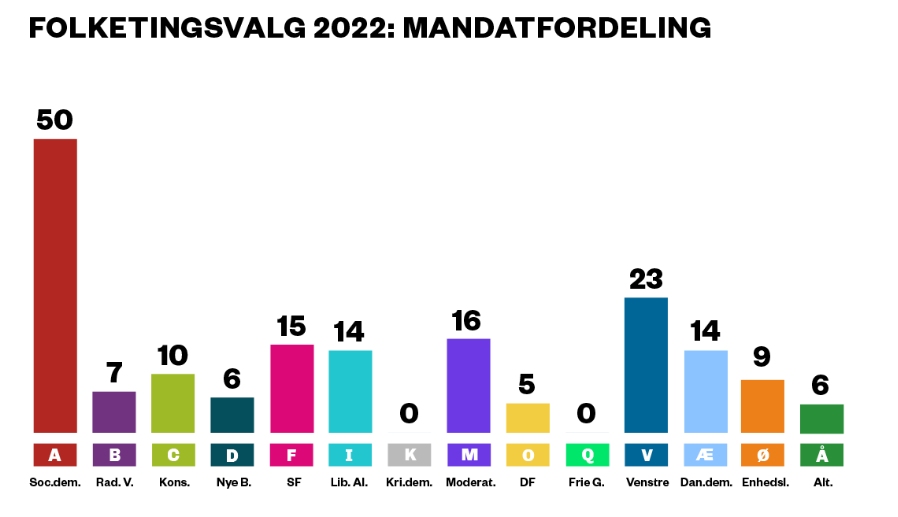 FOLKETINGSVALG 2022: MANDATFORDELING
50 7 10 6 15 14 0 16 5 0 23 14 9 6
A B C D F I K M O Q V Æ Ø Å
Soc.dem. Rad. V. Kons. Nye B. SF Lib. Al. Kri.dem. Moderat. DF Frie G. Venstre Dan.dem. Enhedsl. Alt.